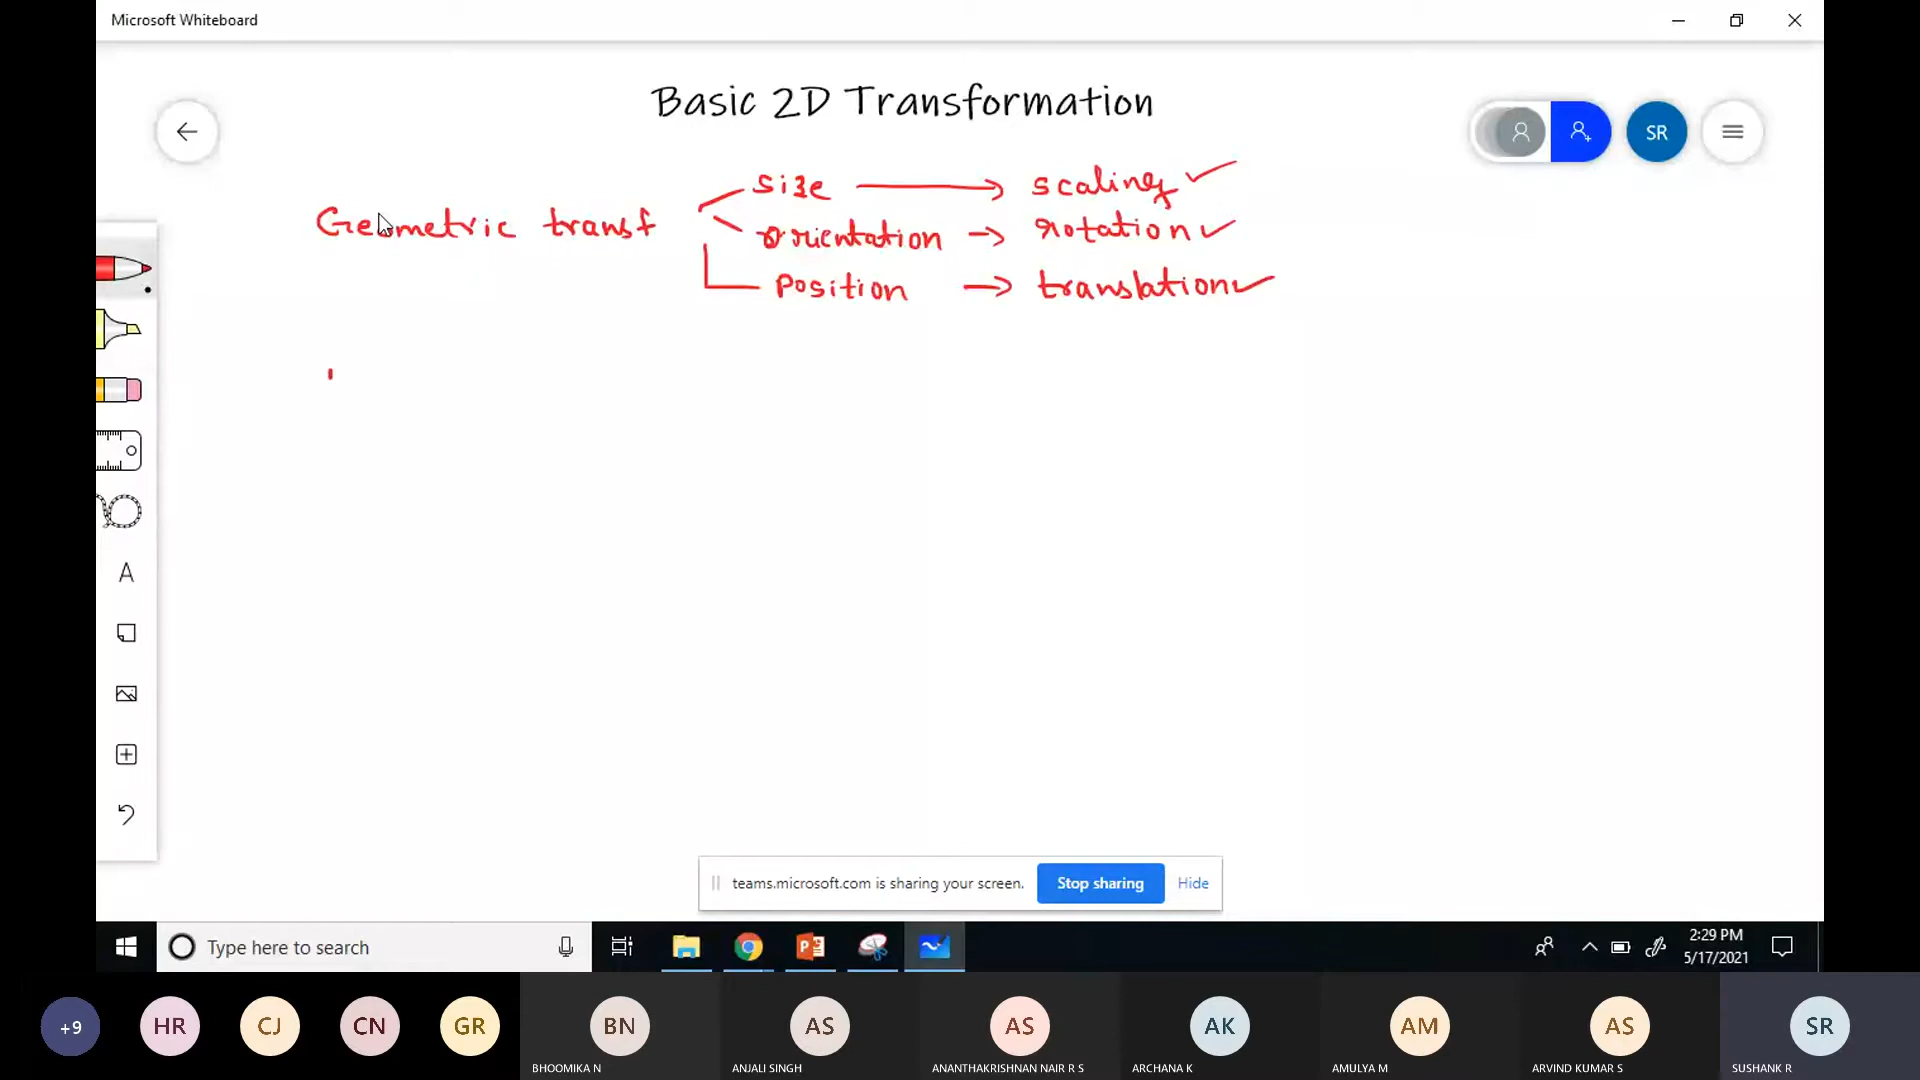 Microsoft Whiteboard
Basic 2D Transformation
SR
size → scaling ✓
Geometric transf
orientation → rotation ✓
Position → translation ✓
A
teams.microsoft.com is sharing your screen.
Stop sharing
Hide
Type here to search
2:29 PM
5/17/2021
+9
HR
CJ
CN
GR
BN
AS
AS
AK
AM
AS
SR
BHOOMIKA N
ANJALI SINGH
ANANTHAKRISHNAN NAIR R S
ARCHANA K
AMULYA M
ARVIND KUMAR S
SUSHANK R